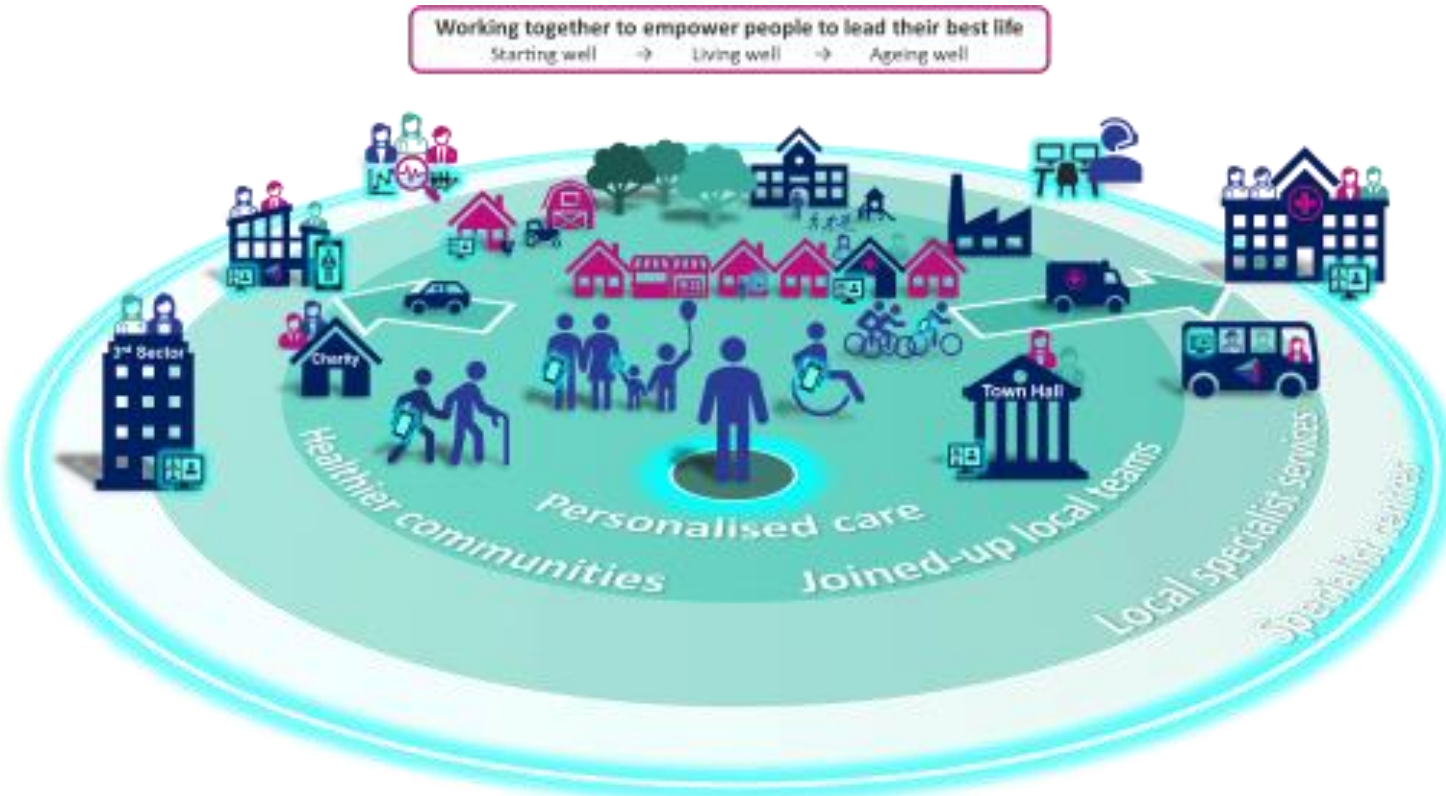 Working together to empower people to lead their best life
Starting well → Living well → Ageing well
3rd Sector
Charity
Town Hall
Healthier communities
Personalised care
Joined-up local teams
Local specialist services
Specialist centres